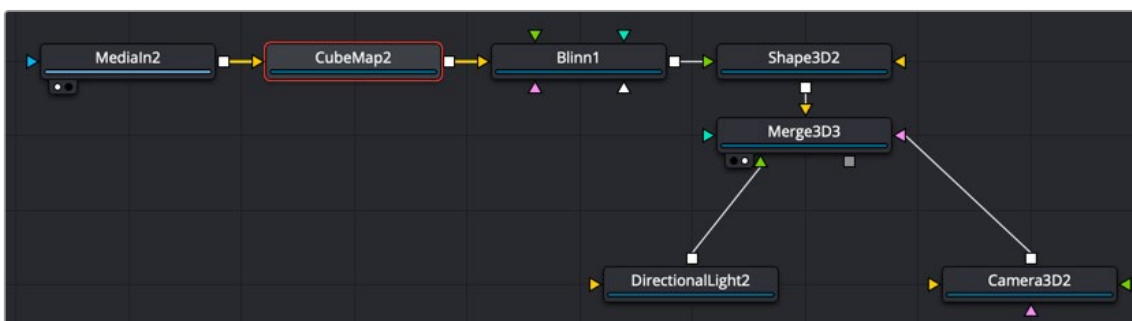 MediaIn2
CubeMap2
Blinn1
Shape3D2
Merge3D3
DirectionalLight2
Camera3D2